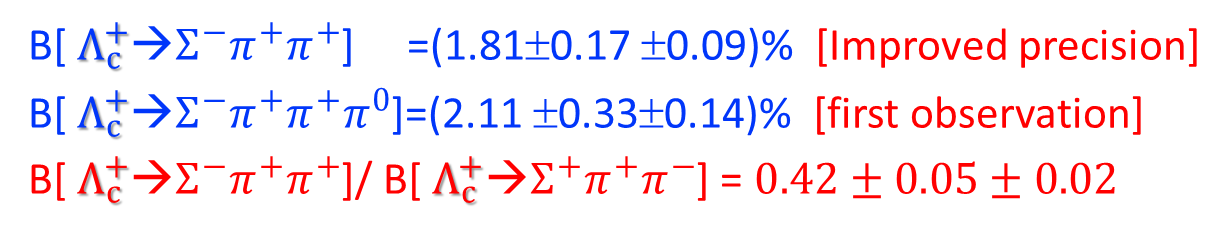 B[ Λc+→Σ−π+π+] =(1.81±0.17 ±0.09)% [Improved precision]
B[ Λc+→Σ−π+π+π0]=(2.11 ±0.33±0.14)% [first observation]
B[ Λc+→Σ−π+π+]/ B[ Λc+→Σ+π+π−] = 0.42 ± 0.05 ± 0.02